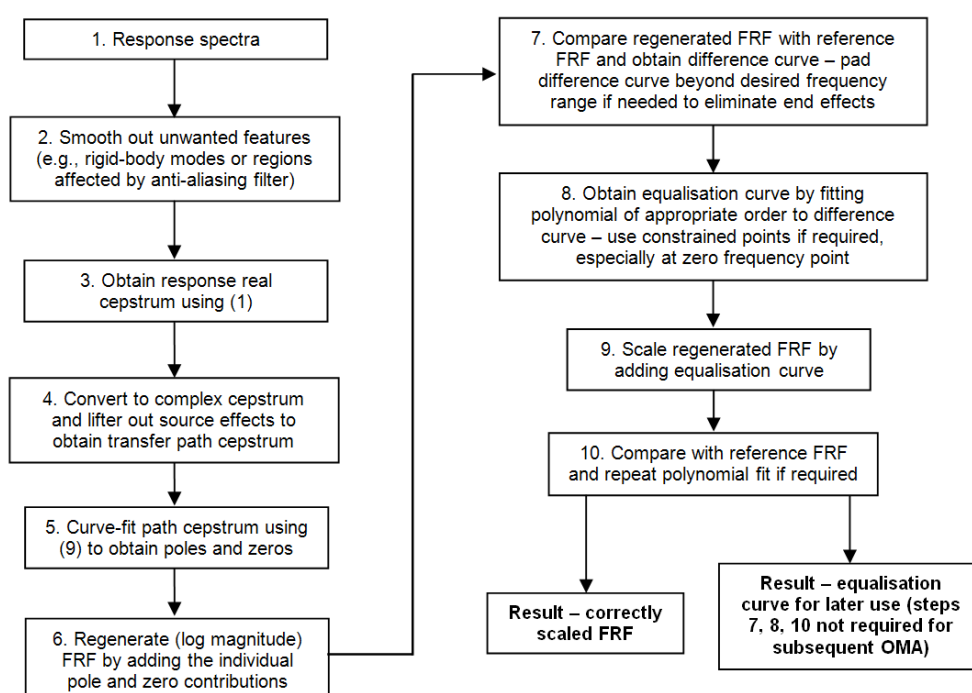 1. Response spectra
2. Smooth out unwanted features
(e.g., rigid-body modes or regions
affected by anti-aliasing filter)
3. Obtain response real
cepstrum using (1)
4. Convert to complex cepstrum
and lifter out source effects to
obtain transfer path cepstrum
5. Curve-fit path cepstrum using
(9) to obtain poles and zeros
6. Regenerate (log magnitude)
FRF by adding the individual
pole and zero contributions
7. Compare regenerated FRF with reference
FRF and obtain difference curve – pad
difference curve beyond desired frequency
range if needed to eliminate end effects
8. Obtain equalisation curve by fitting
polynomial of appropriate order to difference
curve – use constrained points if required,
especially at zero frequency point
9. Scale regenerated FRF by
adding equalisation curve
10. Compare with reference FRF
and repeat polynomial fit if required
Result – correctly
scaled FRF
Result – equalisation
curve for later use (steps
7, 8, 10 not required for
subsequent OMA)